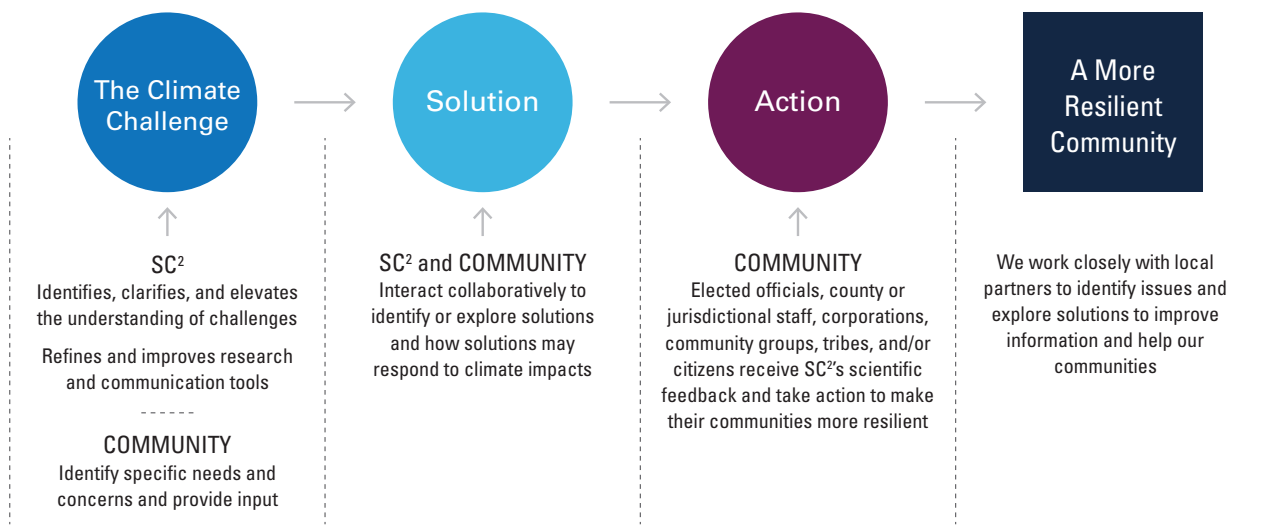 The Climate
Challenge
Solution
Action
A More
Resilient
Community
SC²
Identifies, clarifies, and elevates
the understanding of challenges
Refines and improves research
and communication tools
COMMUNITY
Identify specific needs and
concerns and provide input
SC² and COMMUNITY
Interact collaboratively to
identify or explore solutions
and how solutions may
respond to climate impacts
COMMUNITY
Elected officials, county or
jurisdictional staff, corporations,
community groups, tribes, and/or
citizens receive SC²’s scientific
feedback and take action to make
their communities more resilient
We work closely with local
partners to identify issues and
explore solutions to improve
information and help our
communities